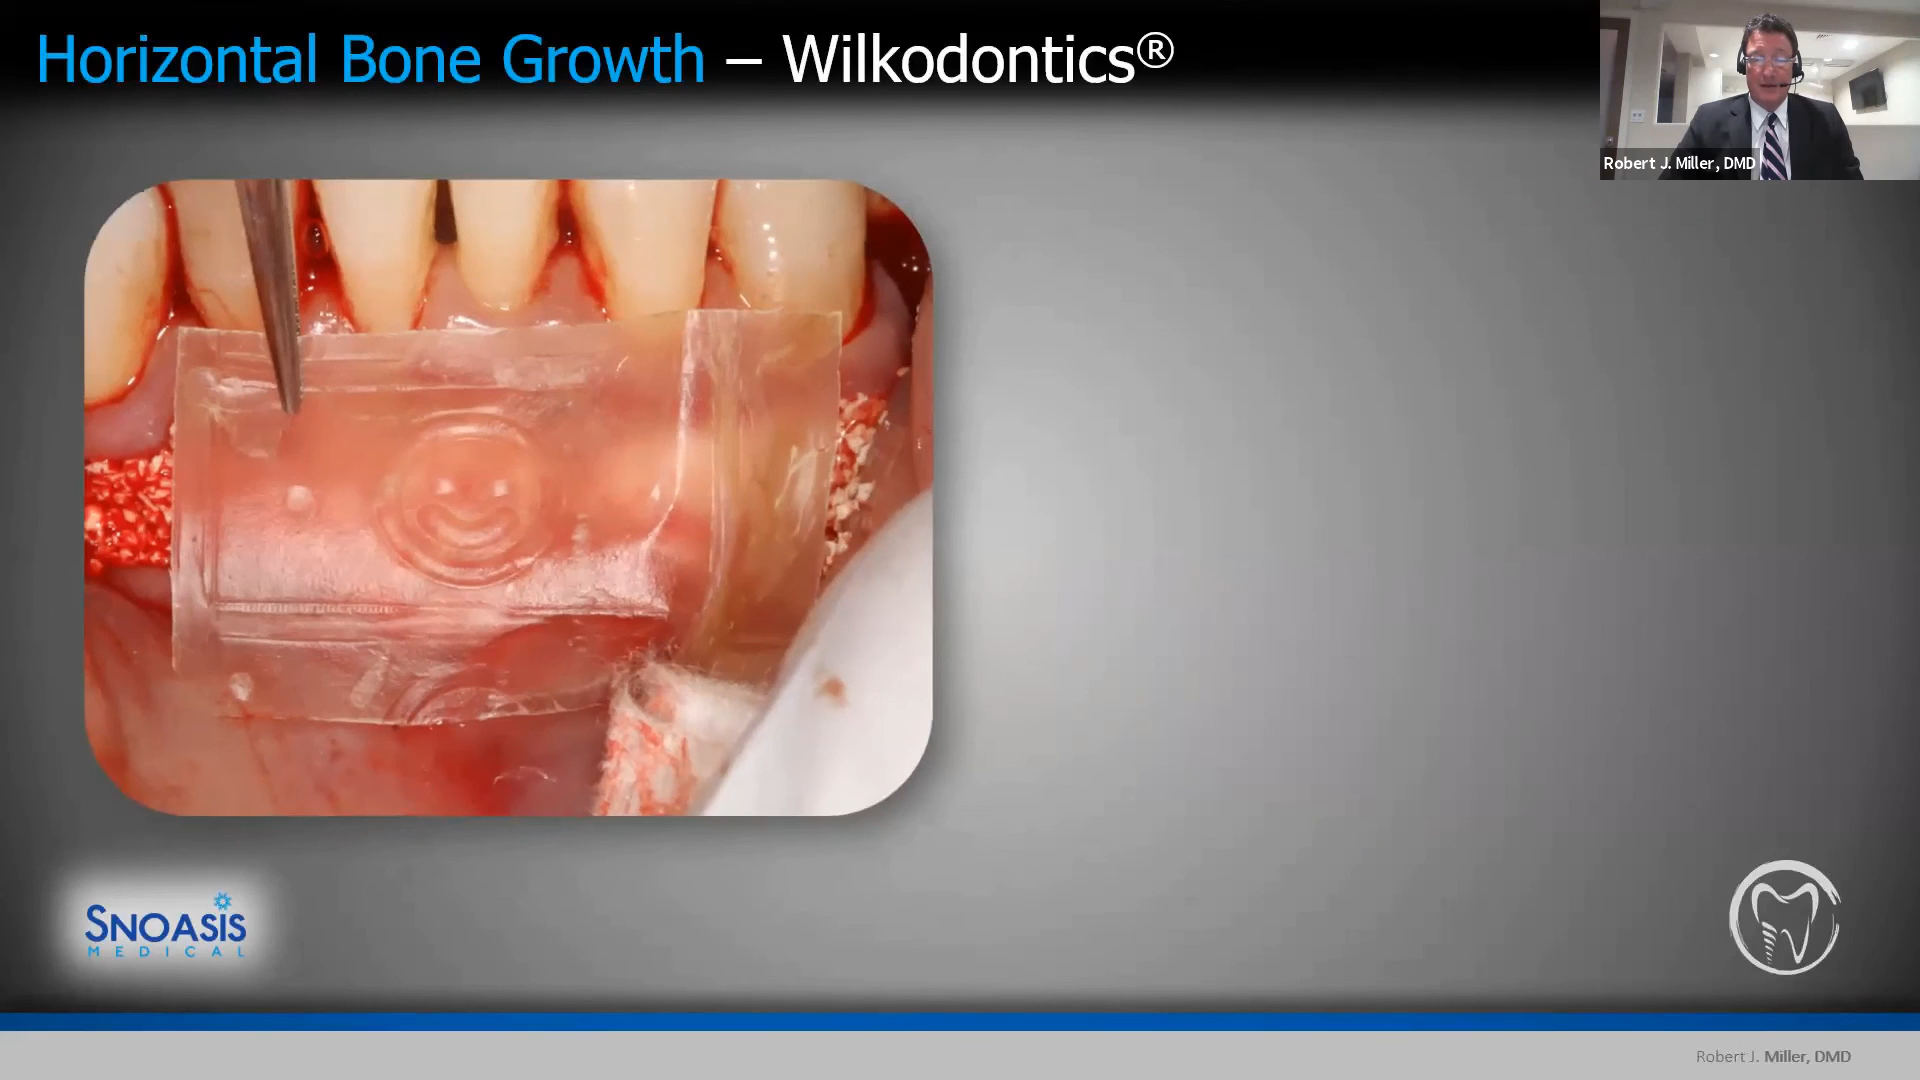 Horizontal Bone Growth – Wilkodontics®
Robert J. Miller, DMD
SNOASIS
MEDICAL
Robert J. Miller, DMD